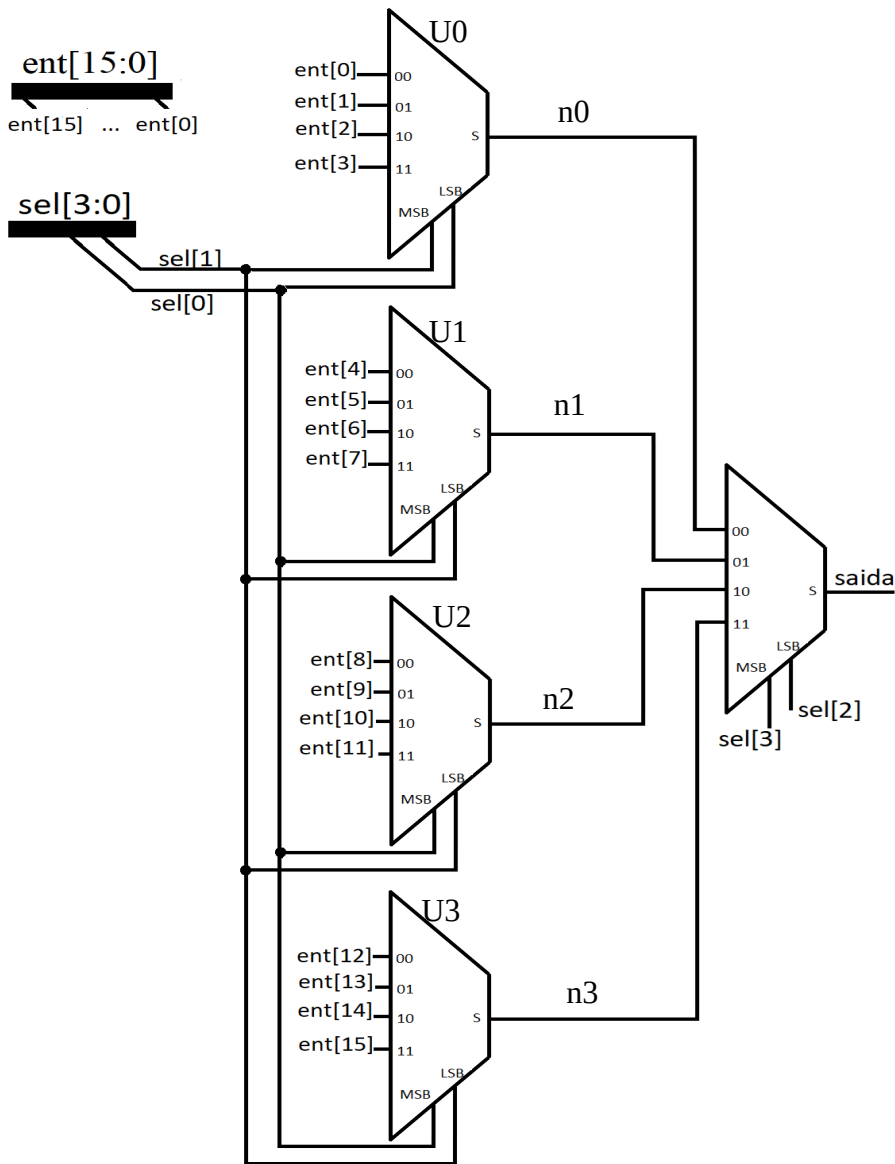 ent[15:0]
ent[15] ... ent[0]
sel[3:0]
sel[1]
sel[0]
U0
ent[0] 00
ent[1] 01
ent[2] 10
ent[3] 11
S
MSB LSB
n0
U1
ent[4] 00
ent[5] 01
ent[6] 10
ent[7] 11
S
MSB LSB
n1
U2
ent[8] 00
ent[9] 01
ent[10] 10
ent[11] 11
S
MSB LSB
n2
U3
ent[12] 00
ent[13] 01
ent[14] 10
ent[15] 11
S
MSB LSB
n3
00
01
10
11
S
MSB LSB
saida
sel[3] sel[2]